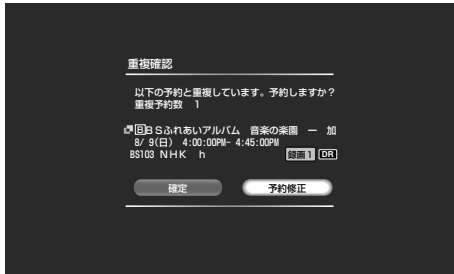 重複確認
以下の予約と重複しています。予約しますか?
重複予約数 1
BBSふれあいアルバム 音楽の楽園 ー 加
8/ 9(日) 4:00:00PM- 4:45:00PM
BS103 NHK h 録画1 DR
確定 予約修正